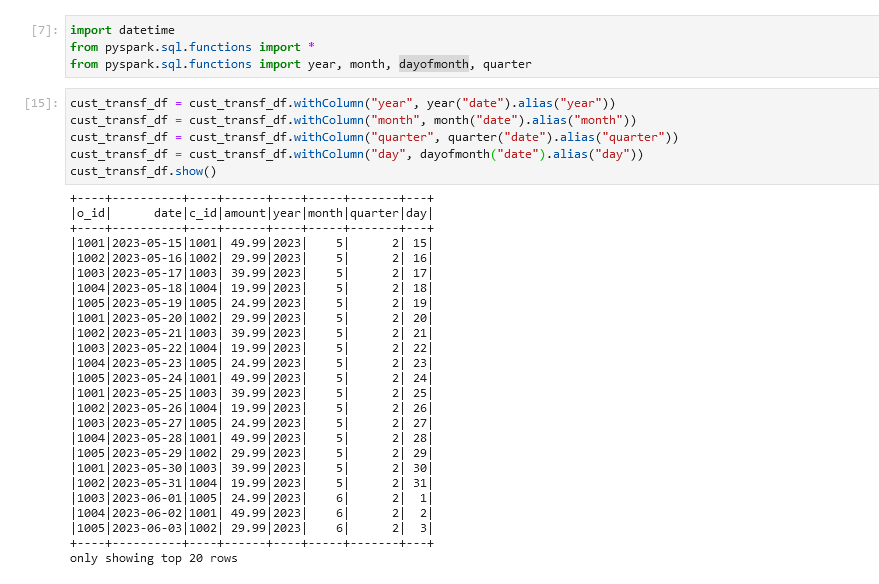 [7]: import datetime
from pyspark.sql.functions import *
from pyspark.sql.functions import year, month, dayofmonth, quarter
[15]: cust_transf_df = cust_transf_df.withColumn("year", year("date").alias("year"))
cust_transf_df = cust_transf_df.withColumn("month", month("date").alias("month"))
cust_transf_df = cust_transf_df.withColumn("quarter", quarter("date").alias("quarter"))
cust_transf_df = cust_transf_df.withColumn("day", dayofmonth("date").alias("day"))
cust_transf_df.show()
+----+----------+----+------+----+-----+-------+---+
|o_id|      date|c_id|amount|year|month|quarter|day|
+----+----------+----+------+----+-----+-------+---+
|1001|2023-05-15|1001| 49.99|2023|    5|      2| 15|
|1002|2023-05-16|1002| 29.99|2023|    5|      2| 16|
|1003|2023-05-17|1003| 39.99|2023|    5|      2| 17|
|1004|2023-05-18|1004| 19.99|2023|    5|      2| 18|
|1005|2023-05-19|1005| 24.99|2023|    5|      2| 19|
|1001|2023-05-20|1002| 29.99|2023|    5|      2| 20|
|1002|2023-05-21|1003| 39.99|2023|    5|      2| 21|
|1003|2023-05-22|1004| 19.99|2023|    5|      2| 22|
|1004|2023-05-23|1005| 24.99|2023|    5|      2| 23|
|1005|2023-05-24|1001| 49.99|2023|    5|      2| 24|
|1001|2023-05-25|1003| 39.99|2023|    5|      2| 25|
|1002|2023-05-26|1004| 19.99|2023|    5|      2| 26|
|1003|2023-05-27|1005| 24.99|2023|    5|      2| 27|
|1004|2023-05-28|1001| 49.99|2023|    5|      2| 28|
|1005|2023-05-29|1002| 29.99|2023|    5|      2| 29|
|1001|2023-05-30|1003| 39.99|2023|    5|      2| 30|
|1002|2023-05-31|1004| 19.99|2023|    5|      2| 31|
|1003|2023-06-01|1005| 24.99|2023|    6|      2|  1|
|1004|2023-06-02|1001| 49.99|2023|    6|      2|  2|
|1005|2023-06-03|1002| 29.99|2023|    6|      2|  3|
+----+----------+----+------+----+-----+-------+---+
only showing top 20 rows